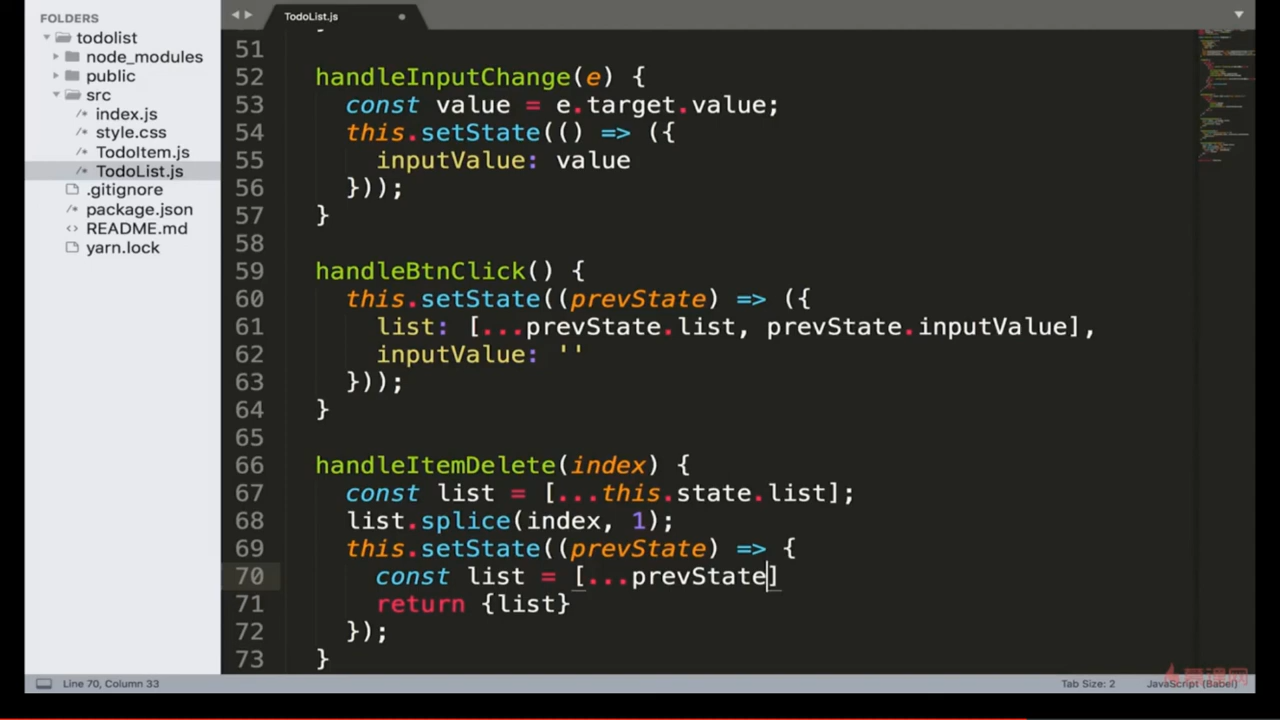 FOLDERS
todolist
node_modules
public
src
index.js
style.css
TodoItem.js
TodoList.js
.gitignore
package.json
README.md
yarn.lock
TodoList.js
51
52 handleInputChange(e) {
53 const value = e.target.value;
54 this.setState(() => ({
55 inputValue: value
56 }));
57 }
58
59 handleBtnClick() {
60 this.setState((prevState) => ({
61 list: [...prevState.list, prevState.inputValue],
62 inputValue: ''
63 }));
64 }
65
66 handleItemDelete(index) {
67 const list = [...this.state.list];
68 list.splice(index, 1);
69 this.setState((prevState) => {
70 const list = [...prevState]
71 return {list}
72 });
73 }
Line 70, Column 33
Tab Size: 2
JavaScript (Babel)